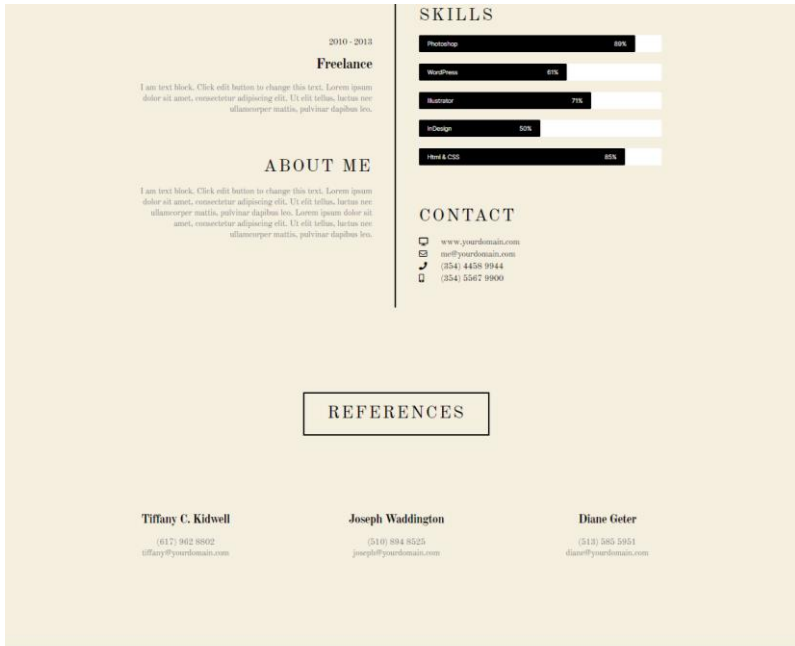 2010 - 2013
Freelance
I am text block. Click edit button to change this text. Lorem ipsum
dolor sit amet, consectetur adipiscing elit. Ut elit tellus, luctus nec
ullamcorper mattis, pulvinar dapibus leo.
ABOUT ME
I am text block. Click edit button to change this text. Lorem ipsum
dolor sit amet, consectetur adipiscing elit. Ut elit tellus, luctus nec
ullamcorper mattis, pulvinar dapibus leo. Lorem ipsum dolor sit
amet, consectetur adipiscing elit. Ut elit tellus, luctus nec
ullamcorper mattis, pulvinar dapibus leo.
SKILLS
Photoshop 89%
WordPress 61%
Illustrator 71%
InDesign 50%
Html & CSS 85%
CONTACT
www.yourdomain.com
me@yourdomain.com
(354) 4458 9944
(354) 5567 9900
REFERENCES
Tiffany C. Kidwell
(617) 962 8802
tiffany@yourdomain.com
Joseph Waddington
(510) 894 8525
joseph@yourdomain.com
Diane Geter
(513) 585 5951
diane@yourdomain.com